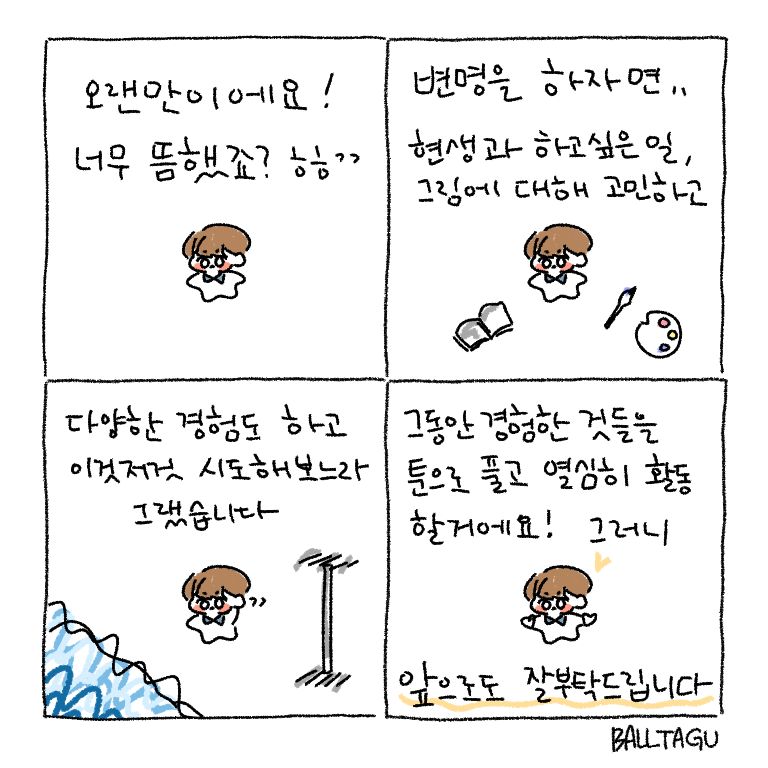 오랜만이에요!
너무 뜸했죠? 하하^^
변명을 하자면..
현생과 하고싶은 일,
그림에 대해 고민하고
다양한 경험도 하고
이것저것 시도해보느라
그랬습니다
그동안 경험한 것들을
툰으로 풀고 열심히 활동
할거에요! 그러니
앞으로도 잘부탁드립니다
BALLTAGU